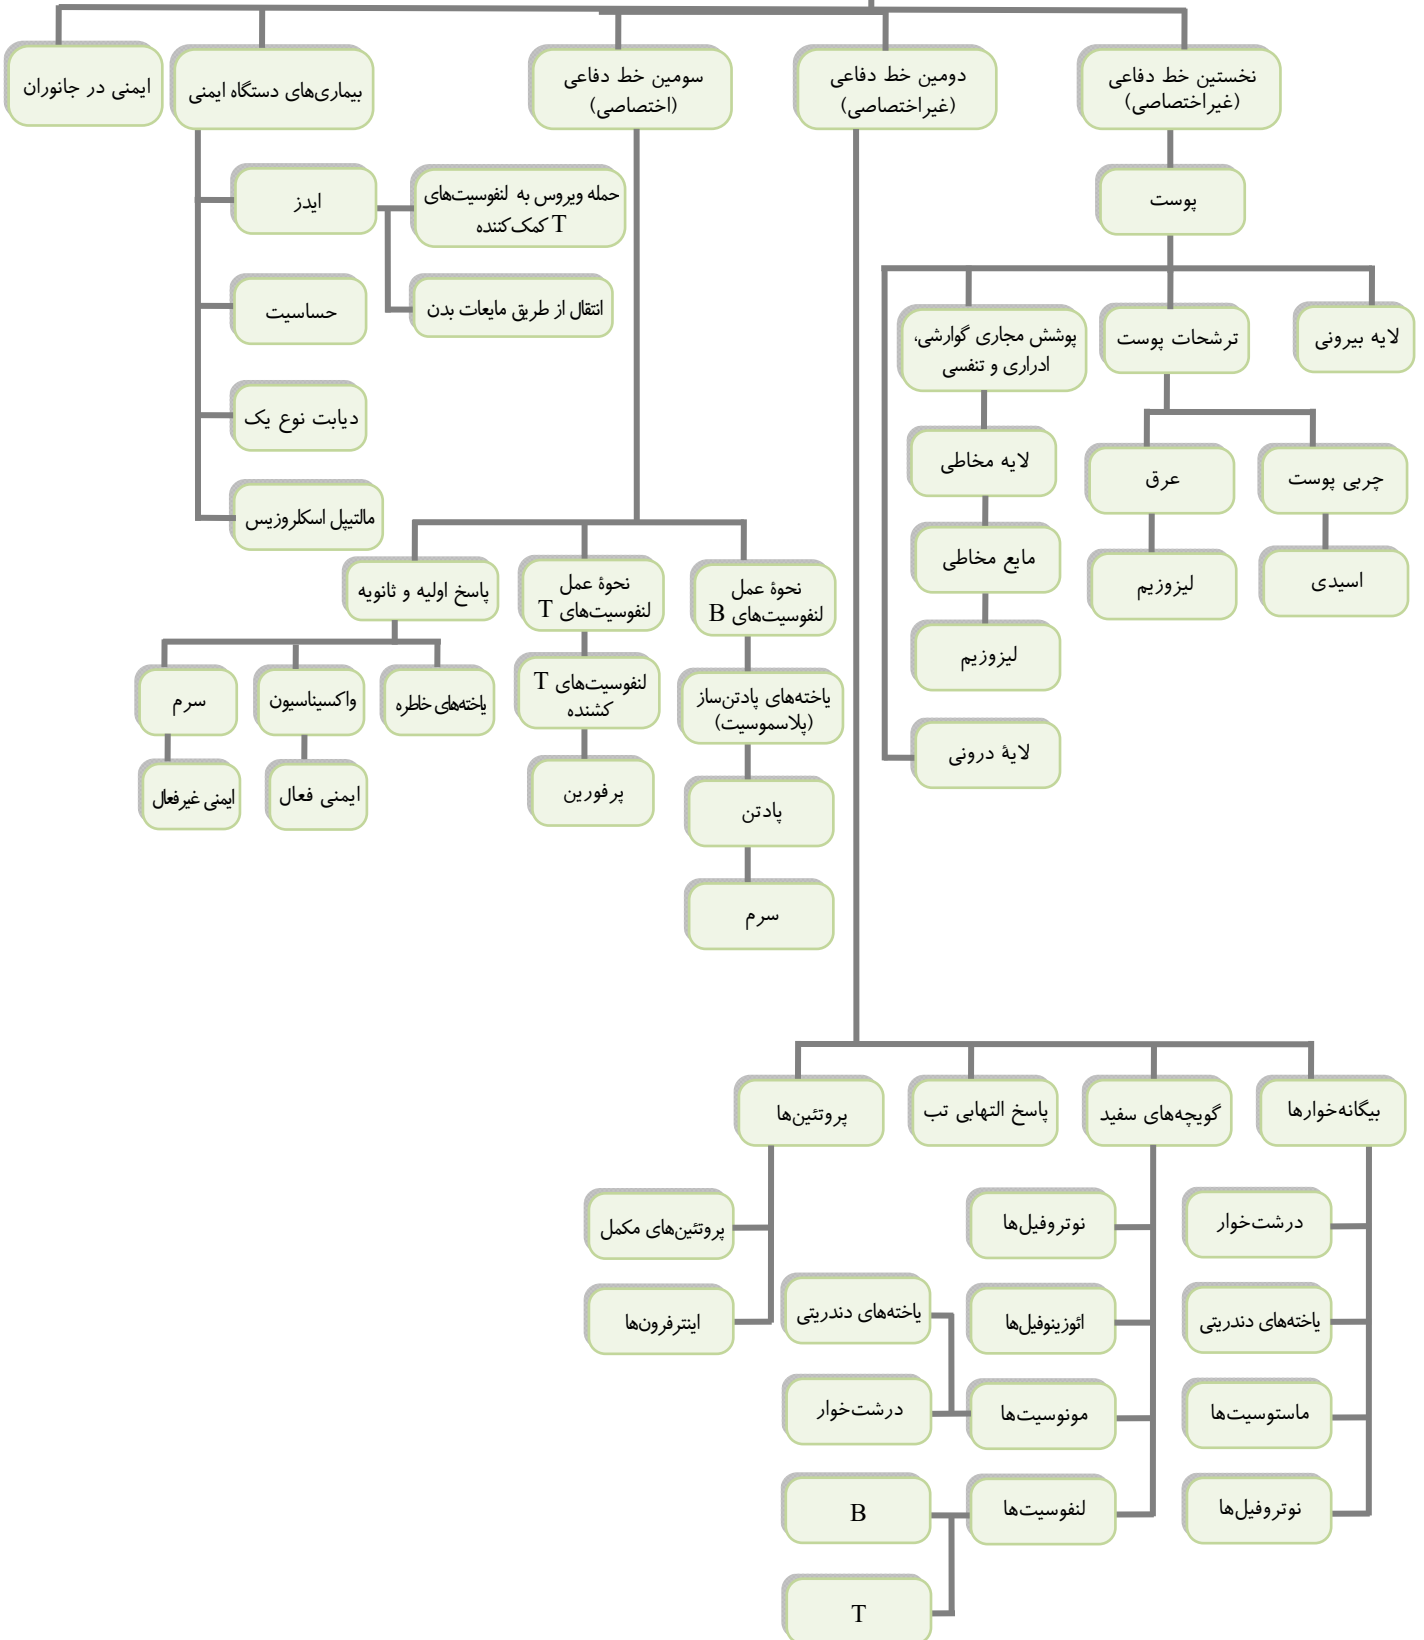 نخستین خط دفاعی
(غیراختصاصی)
دومین خط دفاعی
(غیراختصاصی)
سومین خط دفاعی
(اختصاصی)
بیماری‌های دستگاه ایمنی
ایمنی در جانوران
پوست
لایه بیرونی
ترشحات پوست
پوشش مجاری گوارشی،
ادراری و تنفسی
چربی پوست
عرق
لایه مخاطی
اسیدی
لیزوزیم
مایع مخاطی
لیزوزیم
لایهٔ درونی
ایدز
حمله ویروس به لنفوسیت‌های
T کمک‌کننده
انتقال از طریق مایعات بدن
حساسیت
دیابت نوع یک
مالتیپل اسکلروزیس
نحوهٔ عمل
لنفوسیت‌های B
نحوهٔ عمل
لنفوسیت‌های T
پاسخ اولیه و ثانویه
یاخته‌های پادتن‌ساز
(پلاسموسیت)
لنفوسیت‌های T
کشنده
یاخته‌های خاطره
واکسیناسیون
سرم
پادتن
پرفورین
ایمنی فعال
ایمنی غیرفعال
سرم
بیگانه‌خوارها
گویچه‌های سفید
پاسخ التهابی تب
پروتئین‌ها
درشت‌خوار
نوتروفیل‌ها
پروتئین‌های مکمل
یاخته‌های دندریتی
ائوزینوفیل‌ها
یاخته‌های دندریتی
اینترفرون‌ها
ماستوسیت‌ها
مونوسیت‌ها
درشت‌خوار
نوتروفیل‌ها
لنفوسیت‌ها
B
T